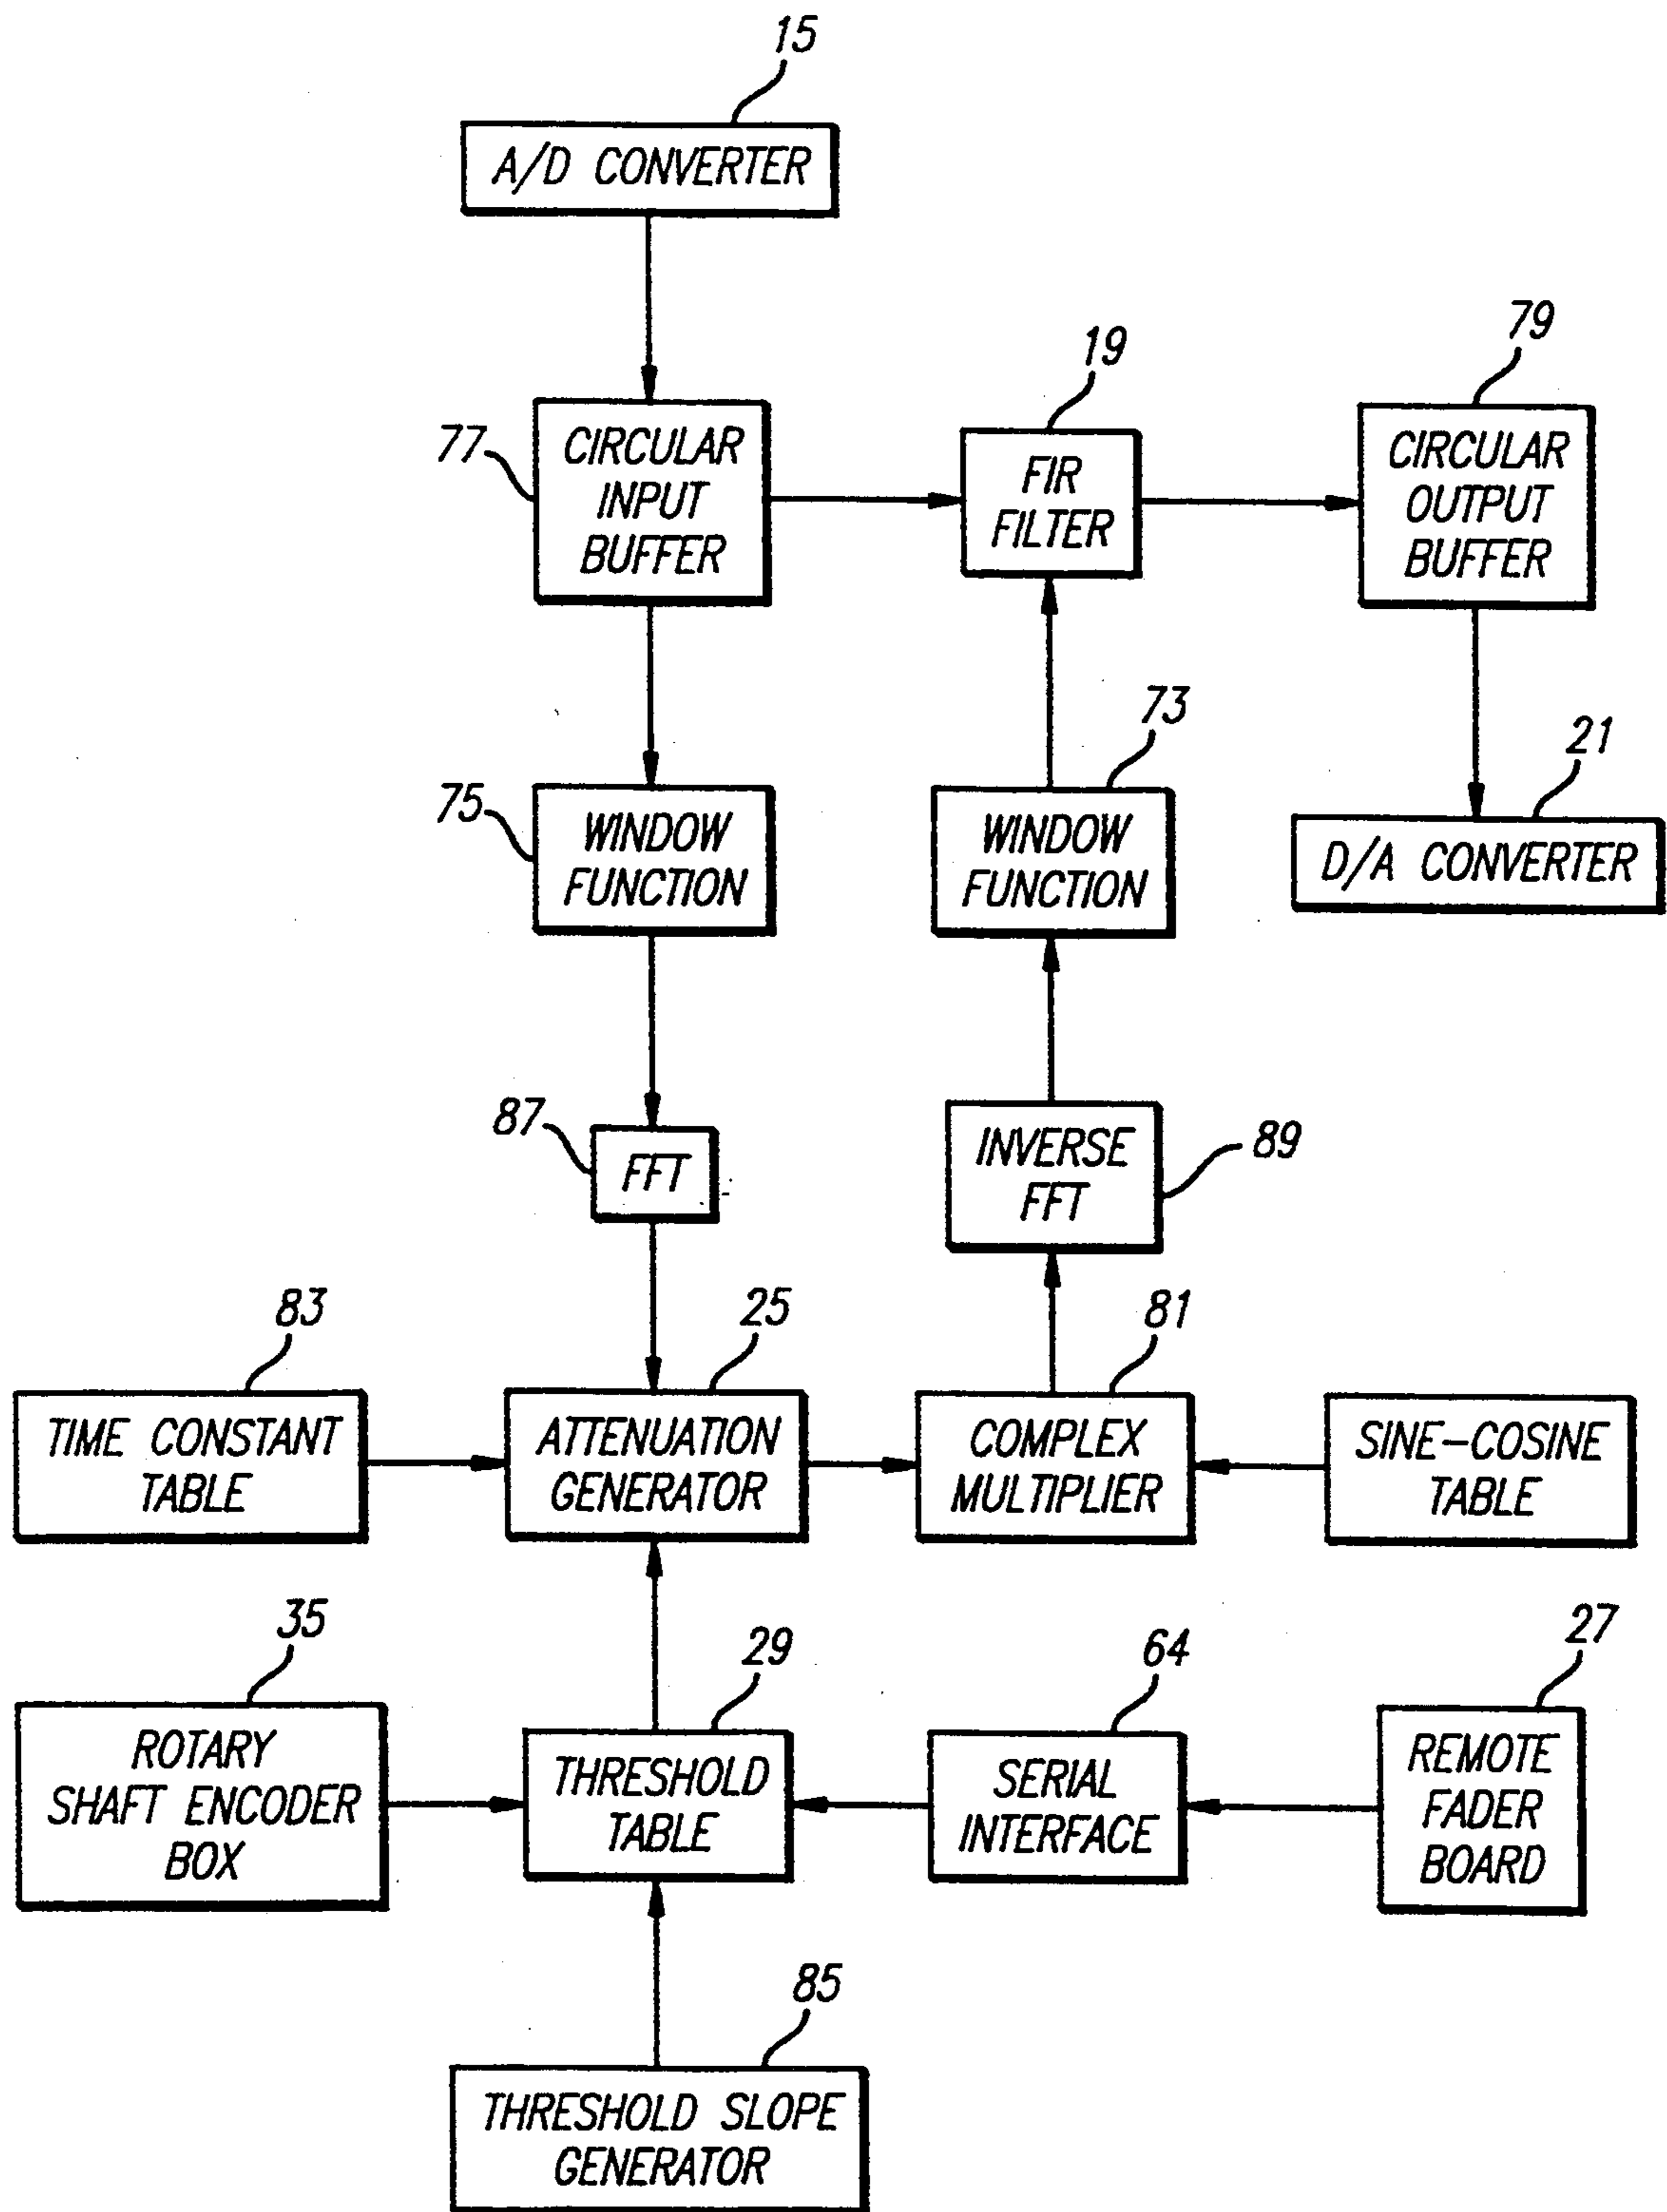 15
A/D CONVERTER
77
CIRCULAR
INPUT
BUFFER
19
FIR
FILTER
79
CIRCULAR
OUTPUT
BUFFER
75
WINDOW
FUNCTION
73
WINDOW
FUNCTION
21
D/A CONVERTER
87
FFT
INVERSE
FFT
89
83
TIME CONSTANT
TABLE
25
ATTENUATION
GENERATOR
81
COMPLEX
MULTIPLIER
SINE-COSINE
TABLE
35
ROTARY
SHAFT ENCODER
BOX
29
THRESHOLD
TABLE
64
SERIAL
INTERFACE
27
REMOTE
FADER
BOARD
85
THRESHOLD SLOPE
GENERATOR